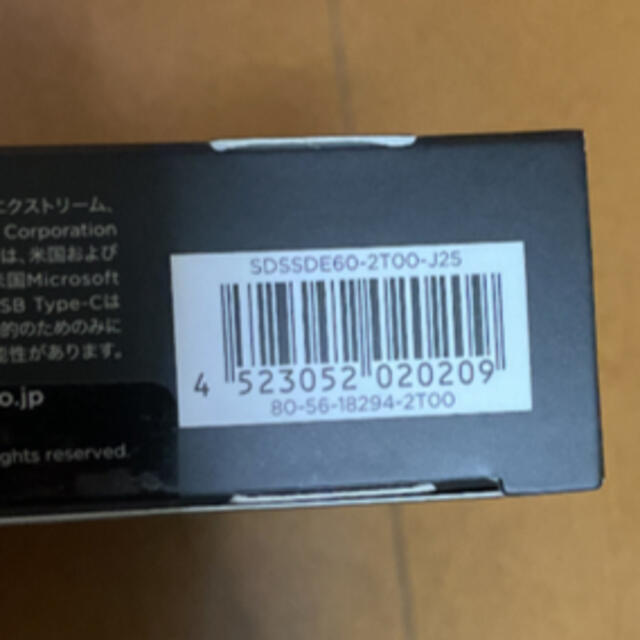 エクストリーム、
Corporation
は、米国および
米国Microsoft
SB Type-Cは
的のためのみに
能性があります。
o.jp
ghts reserved.
SDSSDE60-2T00-J25
4 523052 020209
80-56-18294-2T00